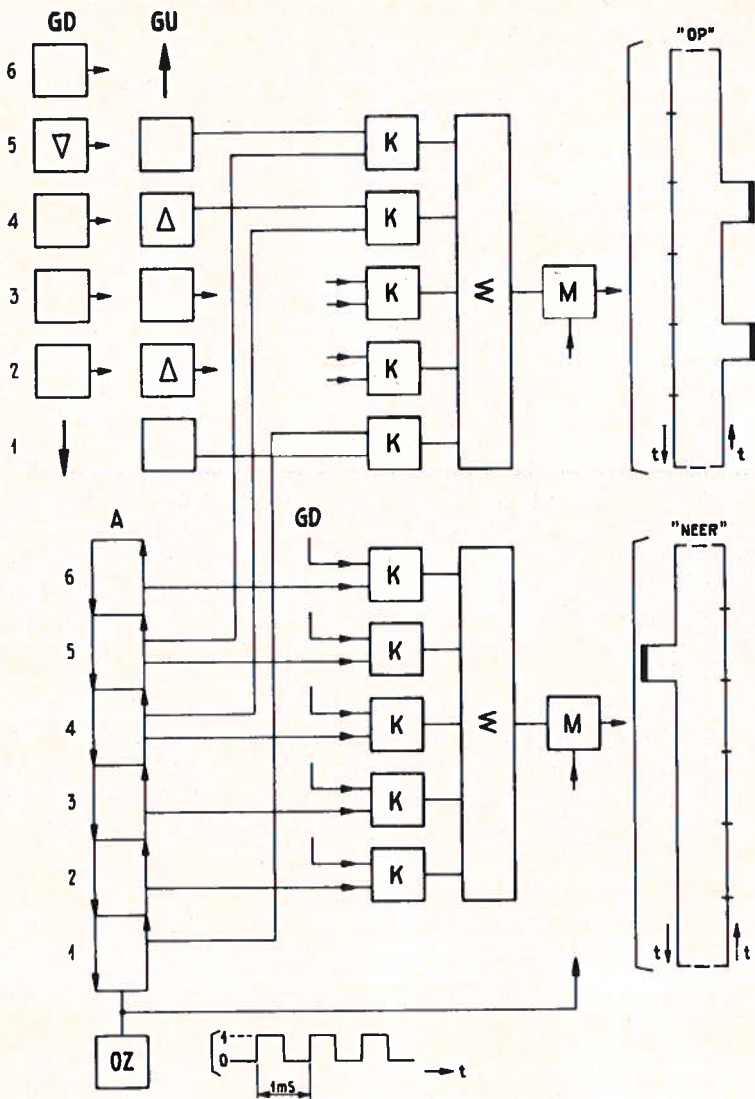 GD GU "OP"
6
5 ∇ K
4 Δ K
3 K W M
2 Δ K
1 K t t
A GD "NEER"
6 K
5 K
4 K W M
3 K
2 K
1 t t
OZ 1 0 t
1mS